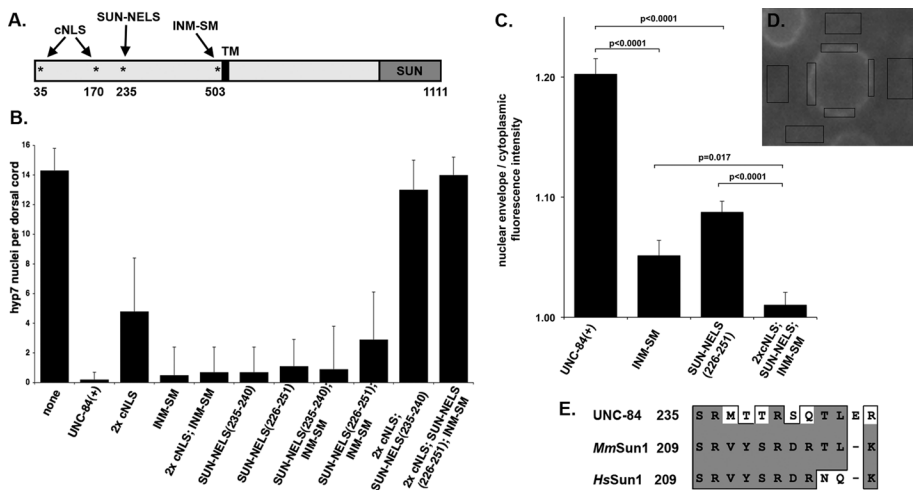 A.
SUN-NELS
cNLS
INM-SM
TM
* * * *
SUN
35 170 235 503 1111
B.
hyp7 nuclei per dorsal cord
16
14
12
10
8
6
4
2
0
none
UNC-84(+)
2x cNLS
INM-SM
2x cNLS; INM-SM
SUN-NELS(235-240)
SUN-NELS(226-251)
SUN-NELS(235-240);
INM-SM
SUN-NELS(226-251);
INM-SM
2x cNLS;
SUN-NELS(235-240)
2x cNLS; SUN-NELS
(226-251); INM-SM
C.
nuclear envelope / cytoplasmic
fluorescence intensity
p<0.0001
p<0.0001
p=0.017
p<0.0001
1.20
1.10
1.00
UNC-84(+)
INM-SM
SUN-NELS
(226-251)
2xcNLS;
SUN-NELS;
INM-SM
D.
E.
UNC-84 235 S R M T T R S Q T L E R
MmSun1 209 S R V Y S R D R T L - K
HsSun1 209 S R V Y S R D R N Q - K